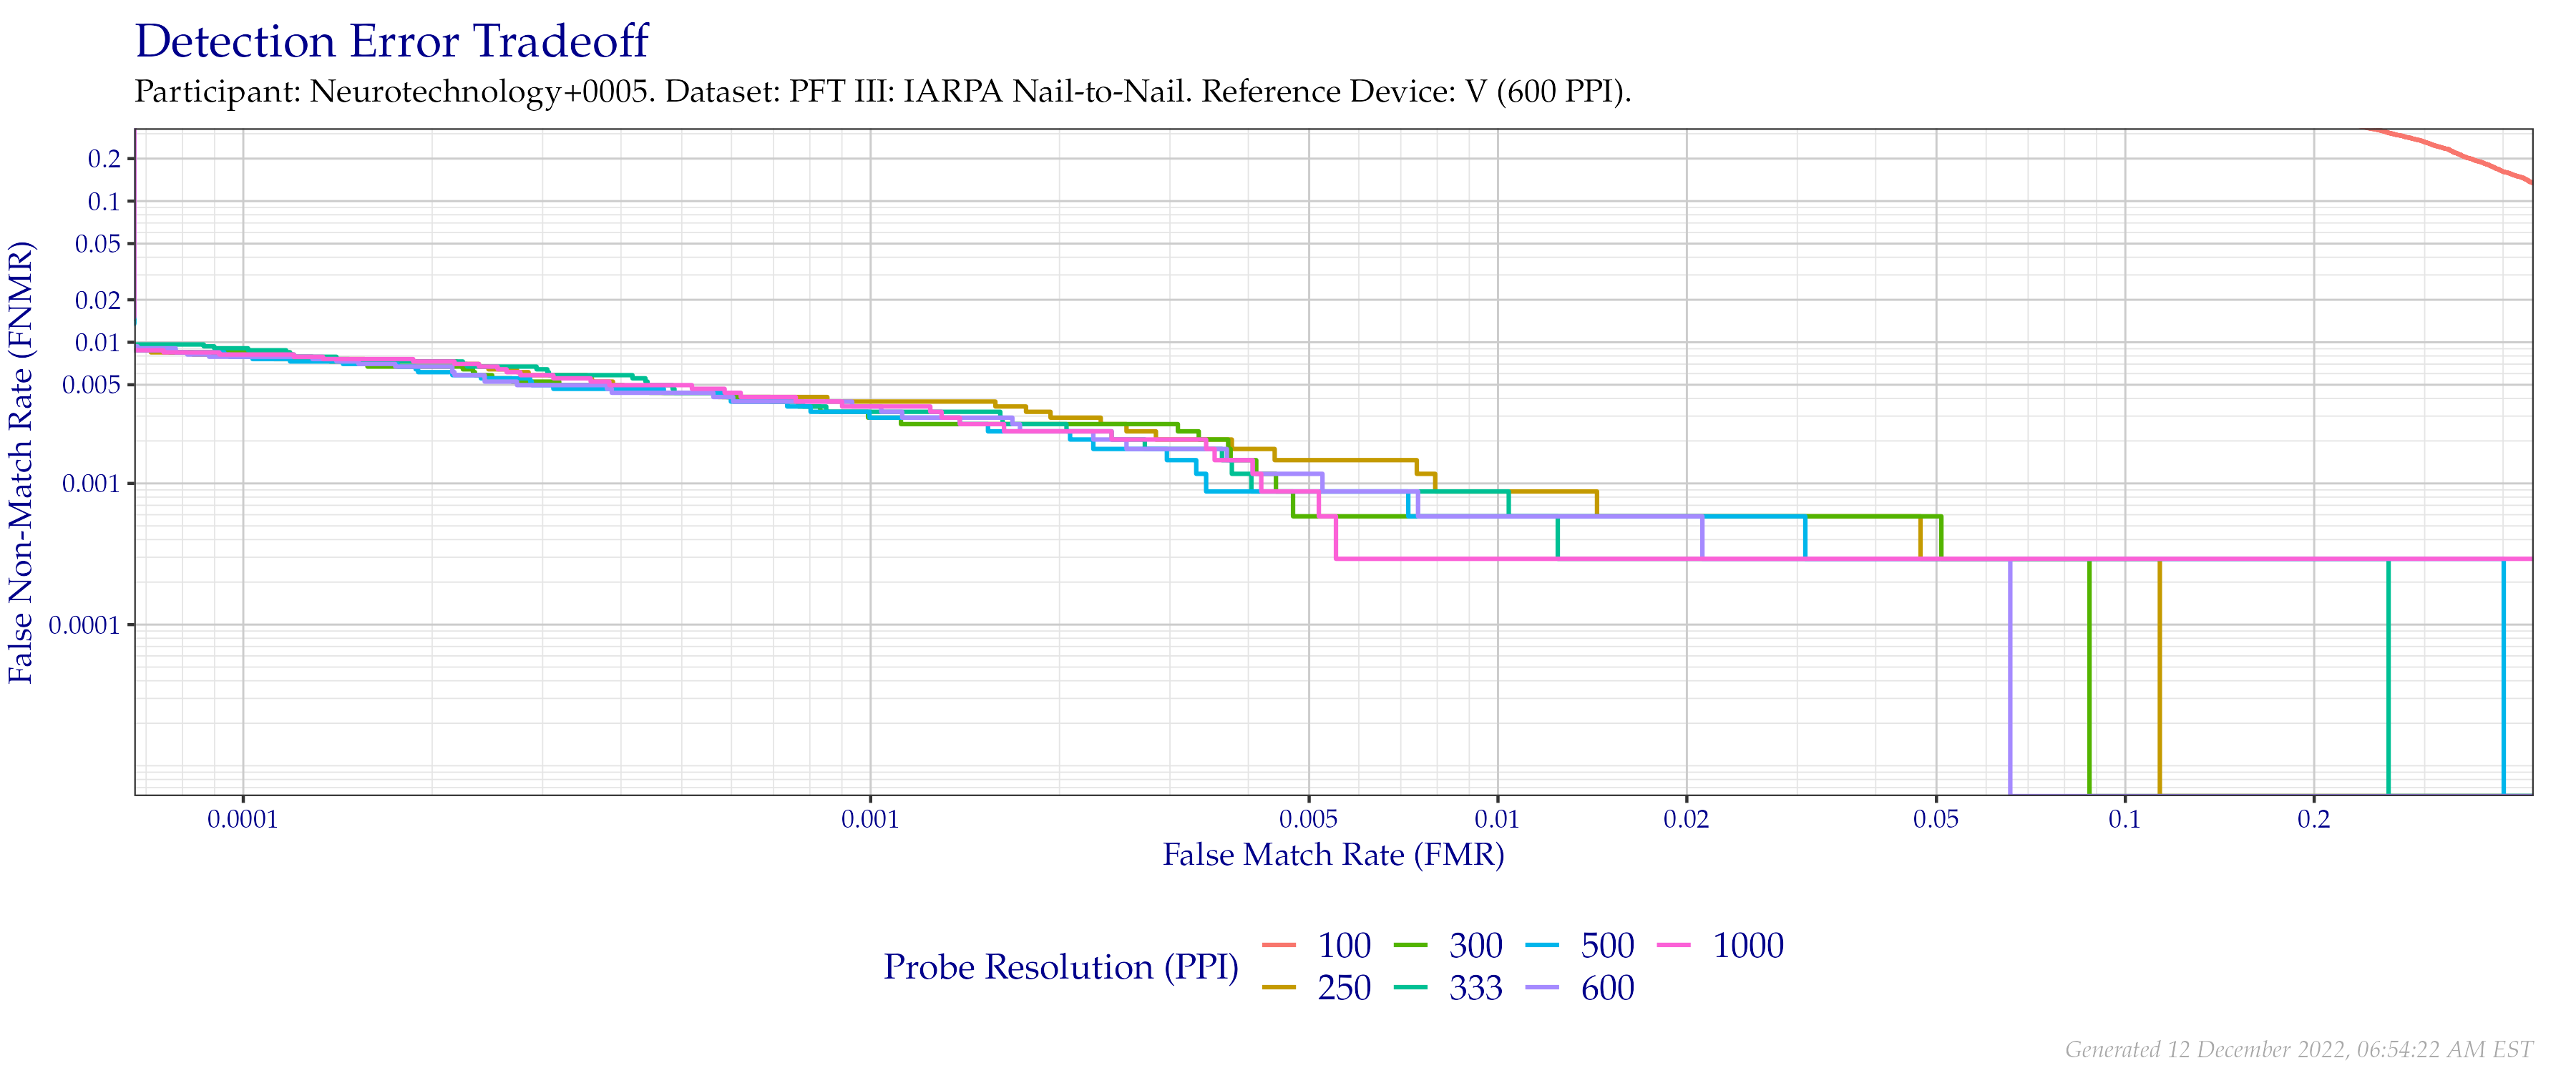 Detection Error Tradeoff
Participant: Neurotechnology+0005. Dataset: PFT III: IARPA Nail-to-Nail. Reference Device: V (600 PPI).
False Non-Match Rate (FNMR)
0.2
0.1
0.05
0.02
0.01
0.005
0.001
0.0001
0.0001 0.001 0.005 0.01 0.02 0.05 0.1 0.2
False Match Rate (FMR)
Probe Resolution (PPI)
100 300 500 1000
250 333 600
Generated 12 December 2022, 06:54:22 AM EST